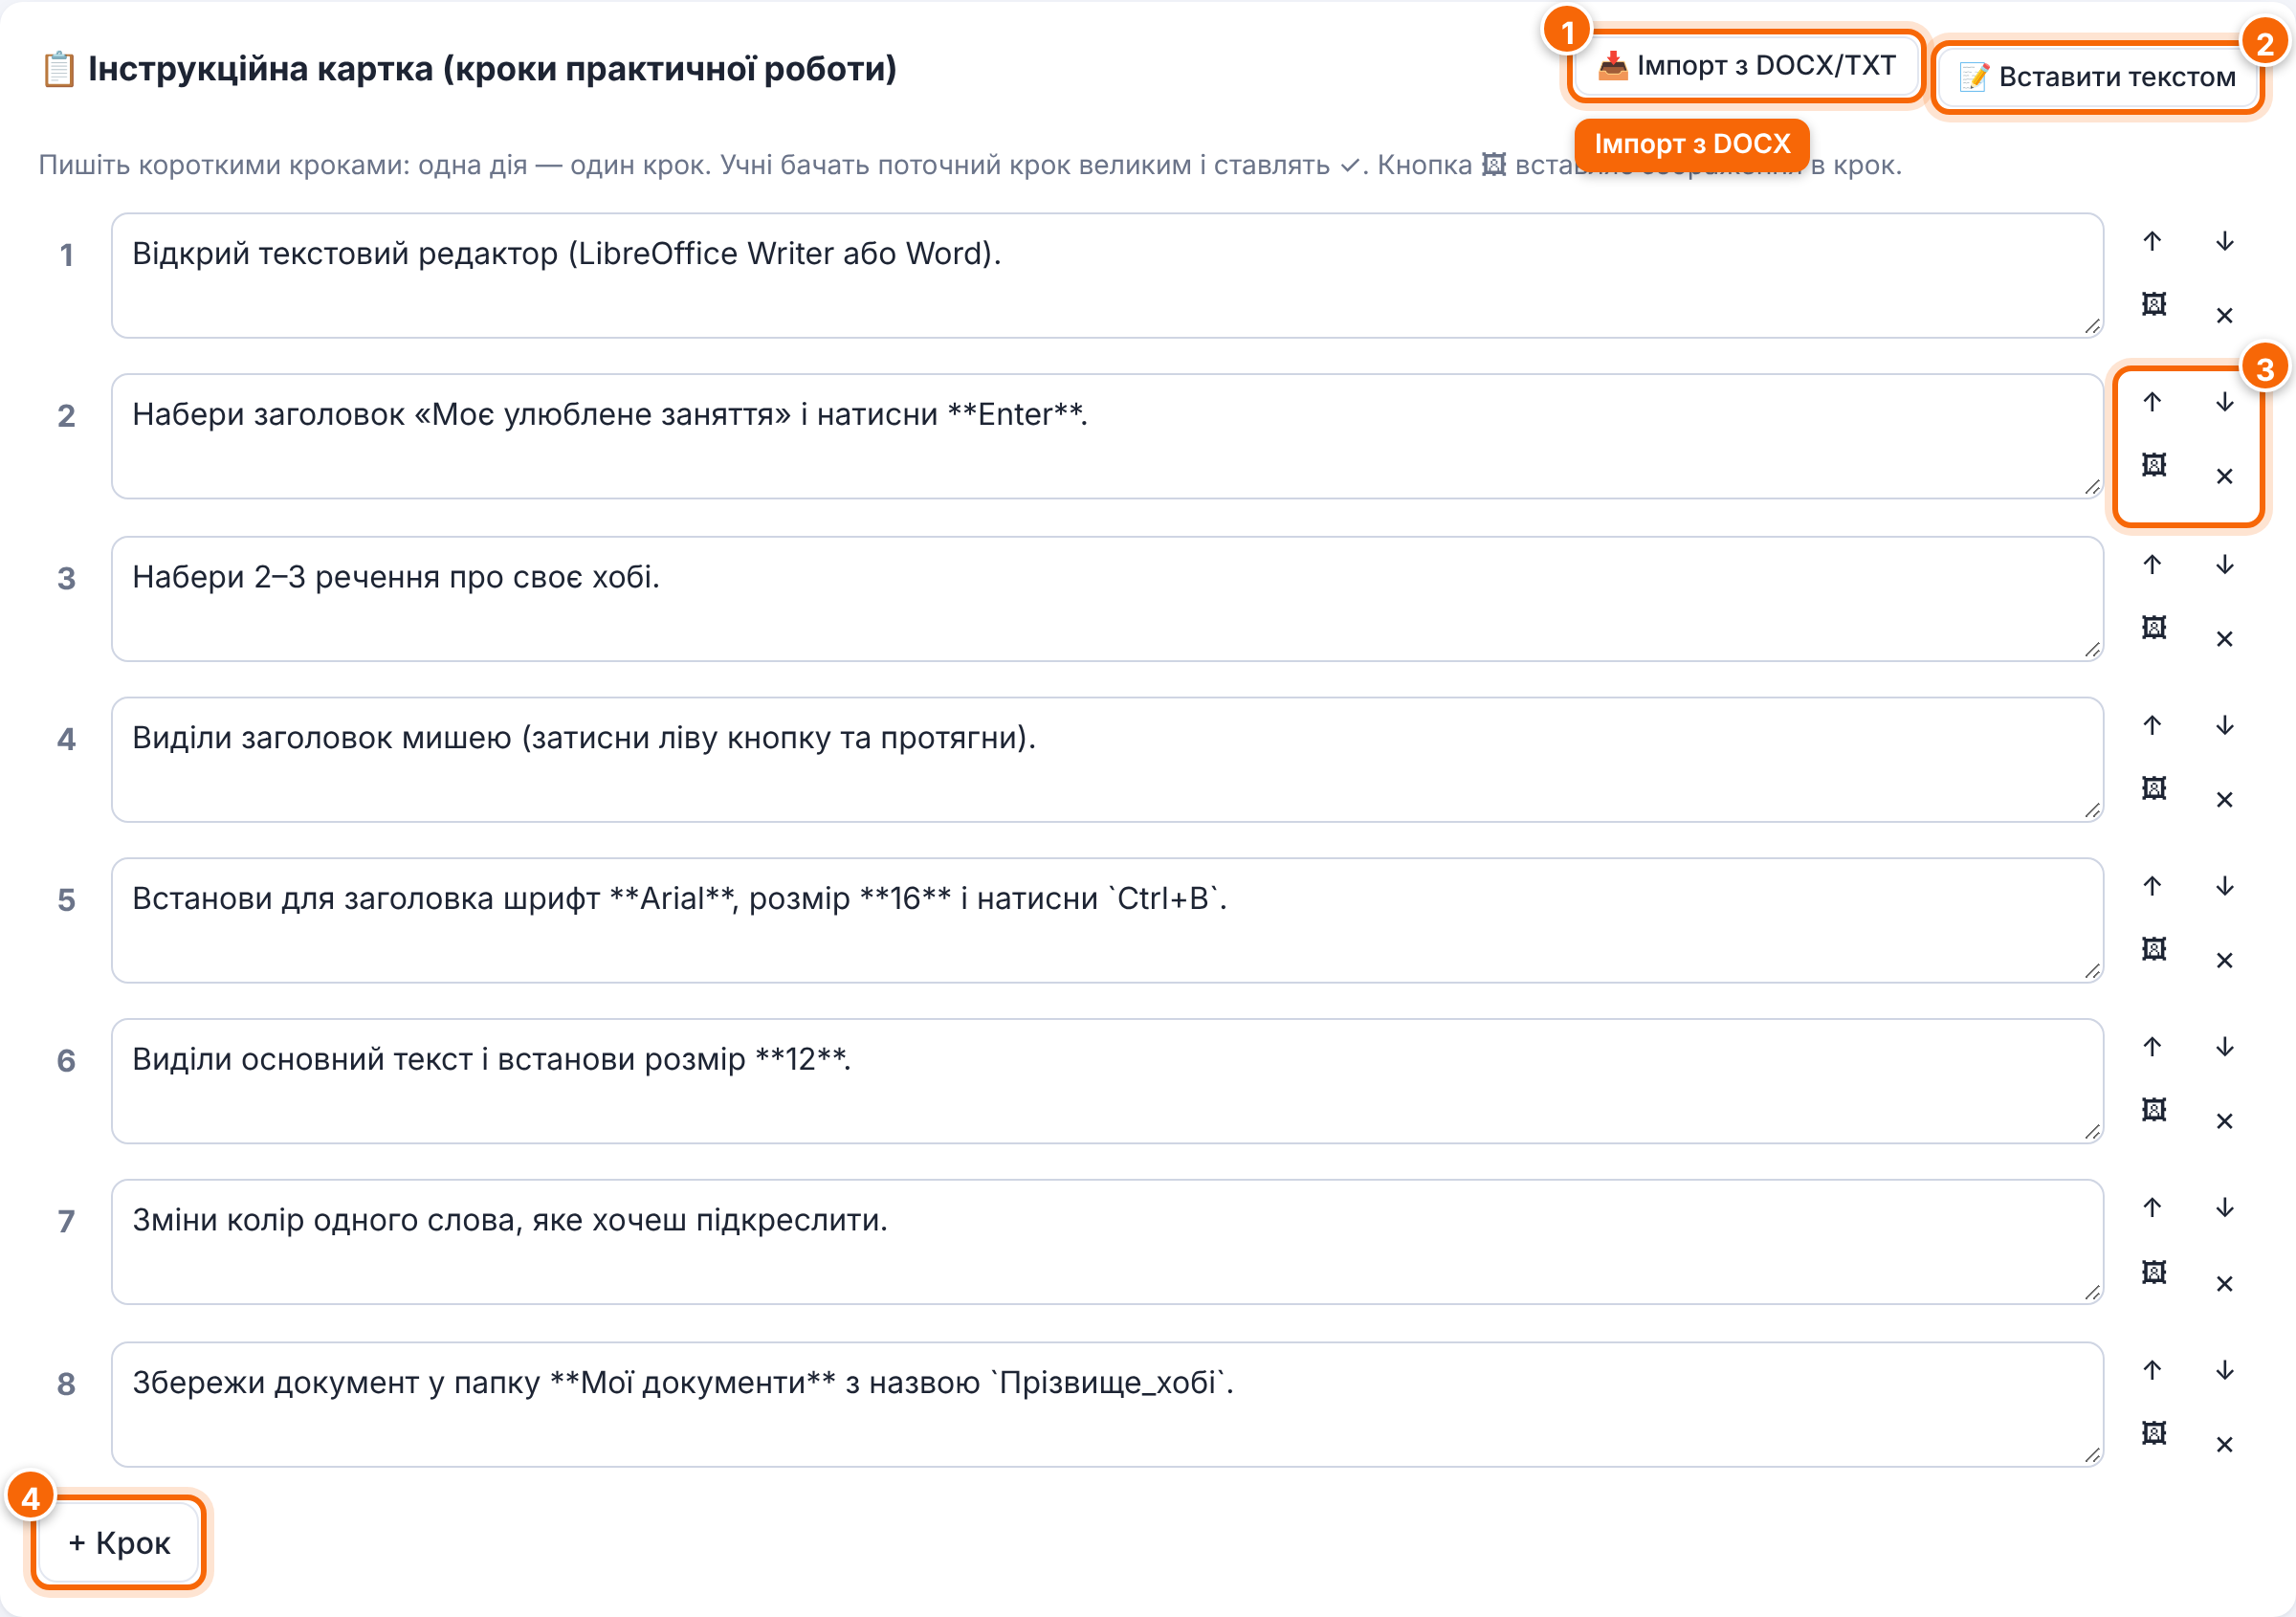 📋 Інструкційна картка (кроки практичної роботи)
1
📥 Імпорт з DOCX/TXT
2
📝 Вставити текстом
Імпорт з DOCX
Пишіть короткими кроками: одна дія — один крок. Учні бачать поточний крок великим і ставлять ✓. Кнопка 🖼 в крок.
1 Відкрий текстовий редактор (LibreOffice Writer або Word). ↑ ↓
🖼 ✕
3
2 Набери заголовок «Моє улюблене заняття» і натисни **Enter**. ↑ ↓
🖼 ✕
3 Набери 2–3 речення про своє хобі. ↑ ↓
🖼 ✕
4 Виділи заголовок мишею (затисни ліву кнопку та протягни). ↑ ↓
🖼 ✕
5 Встанови для заголовка шрифт **Arial**, розмір **16** і натисни `Ctrl+B`. ↑ ↓
🖼 ✕
6 Виділи основний текст і встанови розмір **12**. ↑ ↓
🖼 ✕
7 Зміни колір одного слова, яке хочеш підкреслити. ↑ ↓
🖼 ✕
8 Збережи документ у папку **Мої документи** з назвою `Прізвище_хобі`. ↑ ↓
🖼 ✕
4
+ Крок